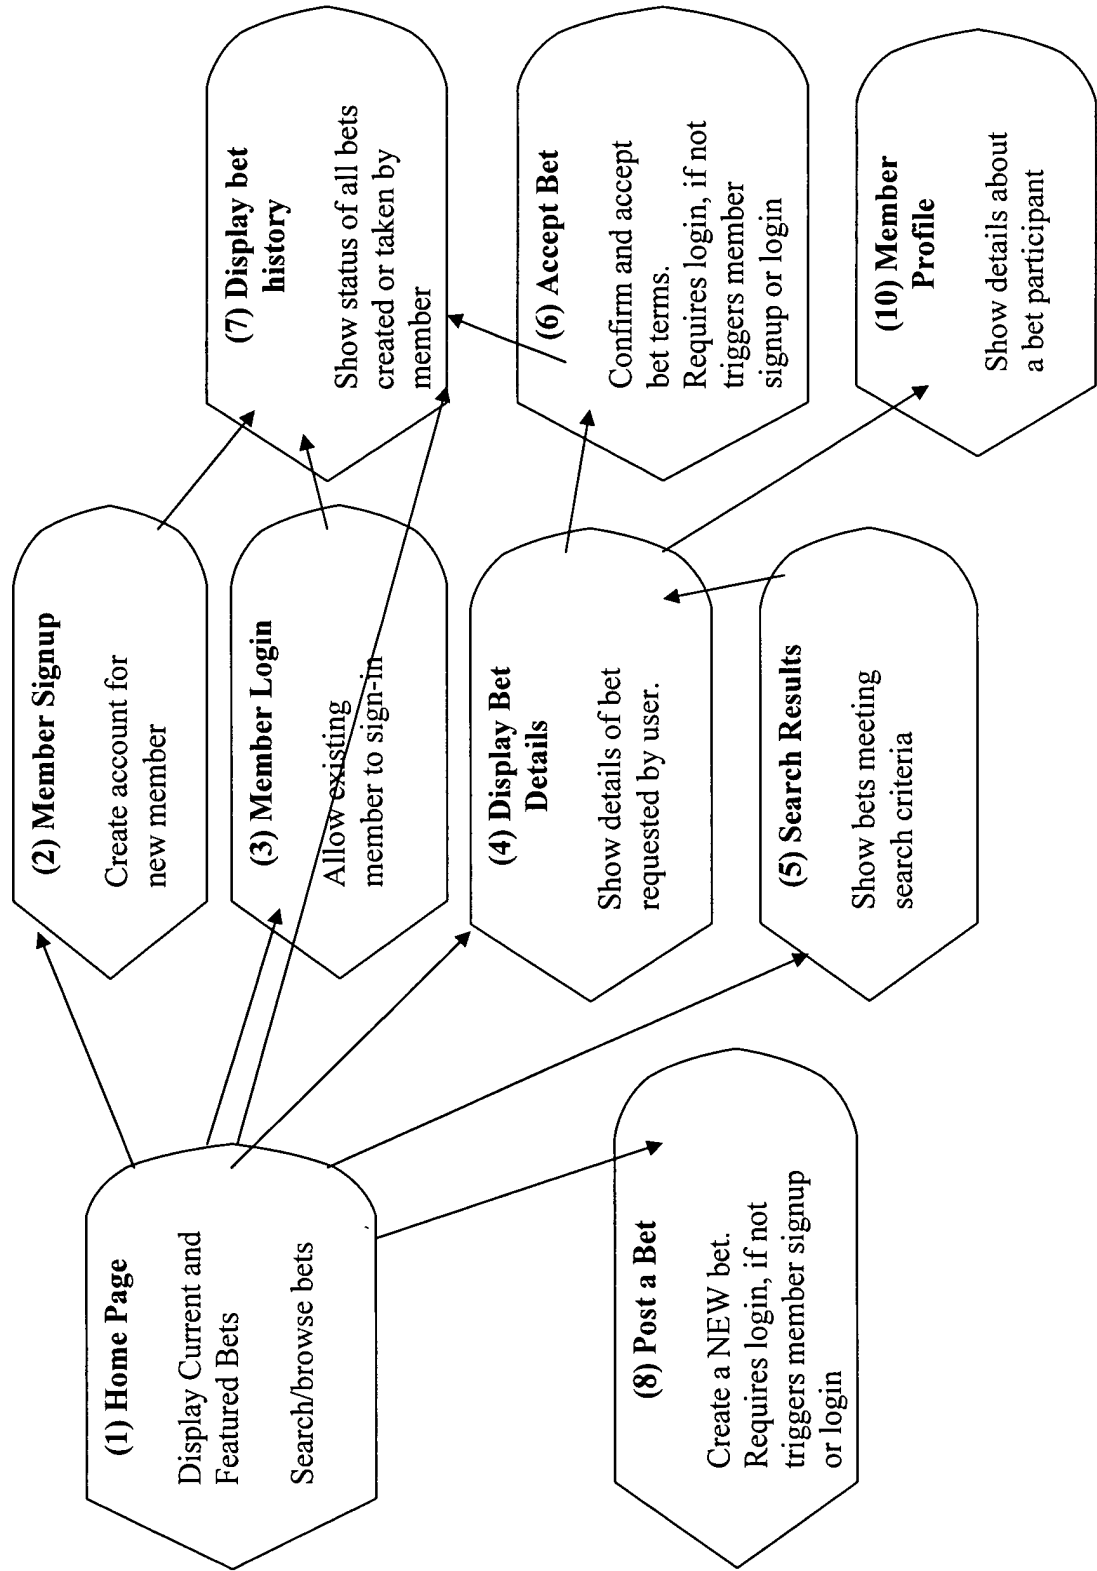 (1) Home Page
Display Current and
Featured Bets
Search/browse bets
(2) Member Signup
Create account for
new member
(3) Member Login
Allow existing
member to sign-in
(4) Display Bet
Details
Show details of bet
requested by user.
(5) Search Results
Show bets meeting
search criteria
(8) Post a Bet
Create a NEW bet.
Requires login, if not
triggers member signup
or login
(7) Display bet
history
Show status of all bets
created or taken by
member
(6) Accept Bet
Confirm and accept
bet terms.
Requires login, if not
triggers member
signup or login
(10) Member
Profile
Show details about
a bet participant